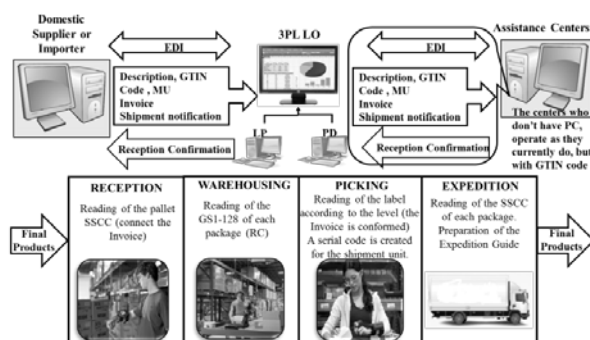 Domestic
Supplier or
Importer
EDI
Description, GTIN
Code , MU
Invoice
Shipment notification
Reception Confirmation
3PL LO
LP
PD
EDI
Description, GTIN
Code , MU
Invoice
Shipment notification
Reception Confirmation
Assistance Centers
The centers who
don't have PC,
operate as they
currently do, but
with GTIN code
Final
Products
RECEPTION
Reading of the pallet
SSCC (connect the
Invoice)
WAREHOUSING
Reading of the
GS1-128 of each
package (RC)
PICKING
Reading of the label
according to the level (the
Invoice is conformed)
A serial code is created
for the shipment unit.
EXPEDITION
Reading of the SSCC
of each package.
Preparation of the
Expedition Guide
Final
Products